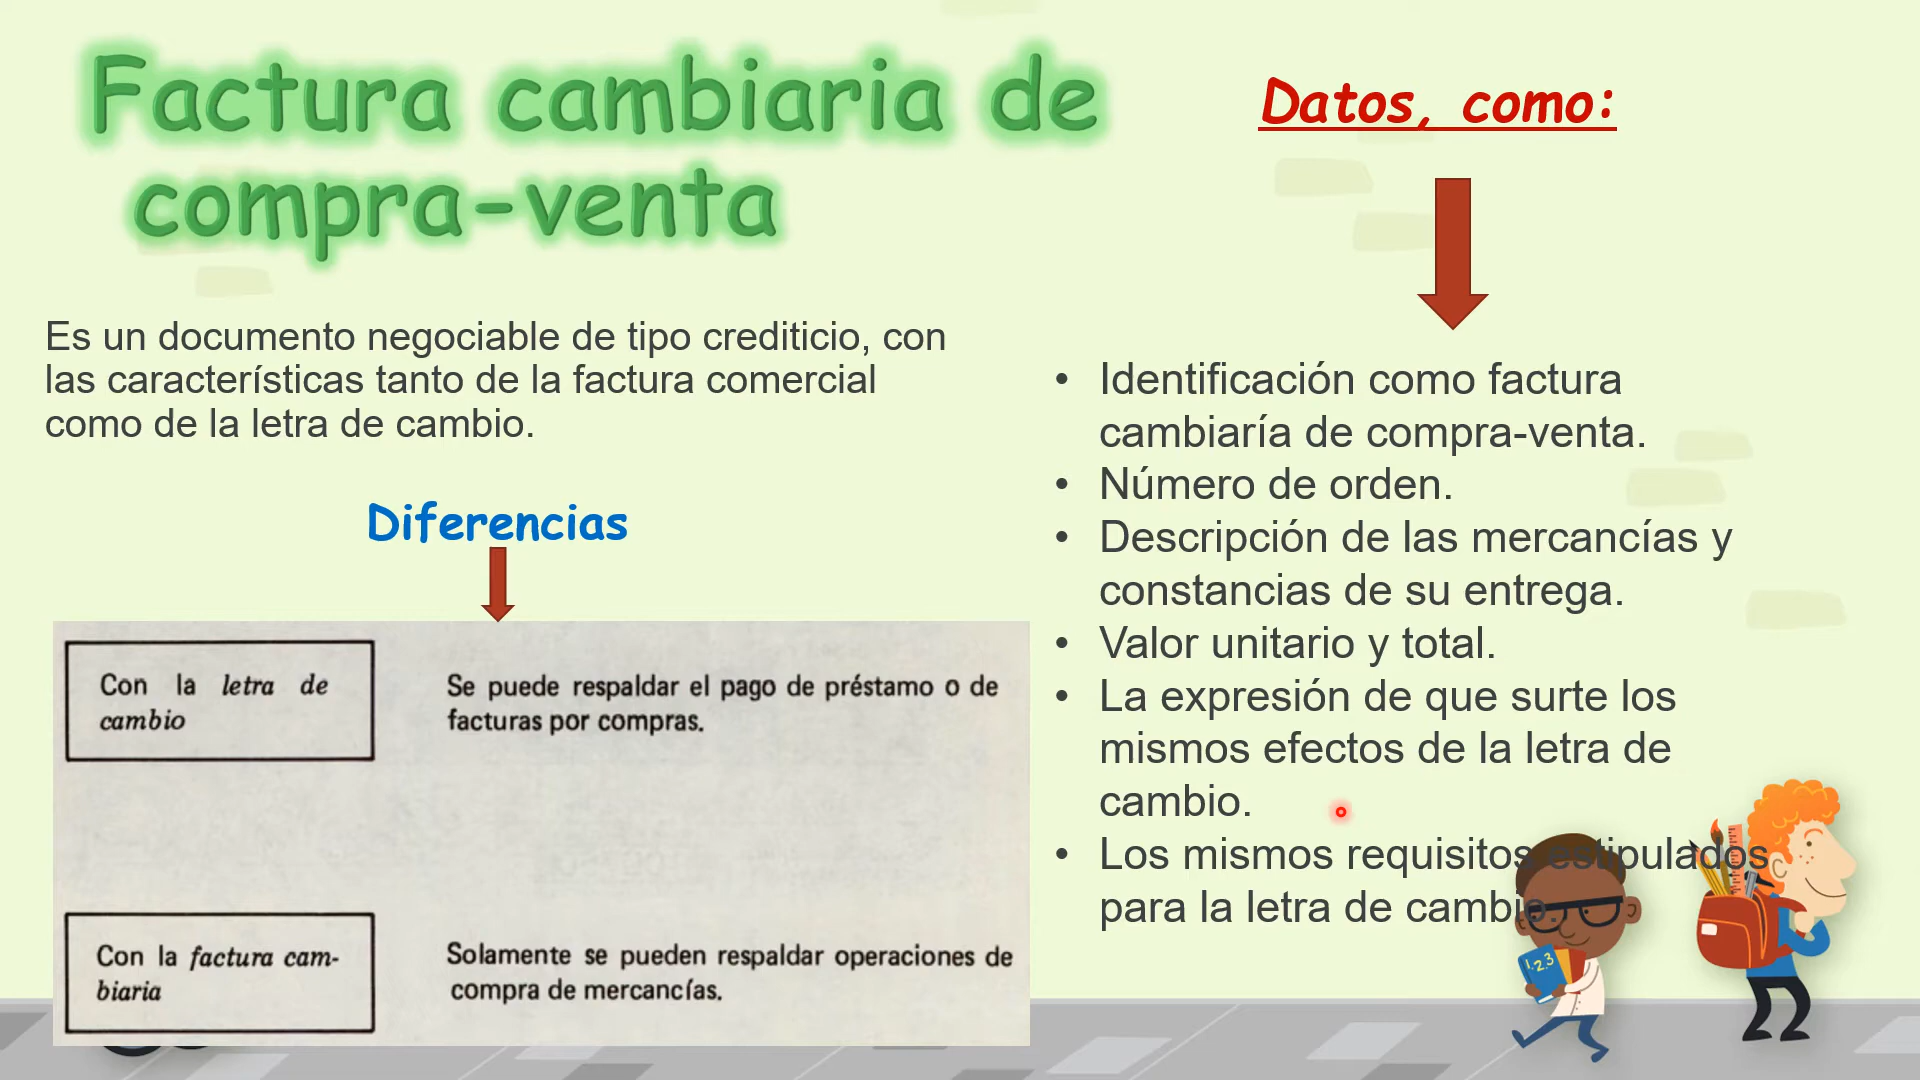 Factura cambiaria de
compra-venta
Es un documento negociable de tipo crediticio, con
las características tanto de la factura comercial
como de la letra de cambio.
Diferencias
Con la letra de
cambio
Se puede respaldar el pago de préstamo o de
facturas por compras.
Con la factura cam-
biaria
Solamente se pueden respaldar operaciones de
compra de mercancías.
Datos, como:
• Identificación como factura
cambiaría de compra-venta.
• Número de orden.
• Descripción de las mercancías y
constancias de su entrega.
• Valor unitario y total.
• La expresión de que surte los
mismos efectos de la letra de
cambio.
• Los mismos requisitos estipulados
para la letra de cambio.
1.2.3